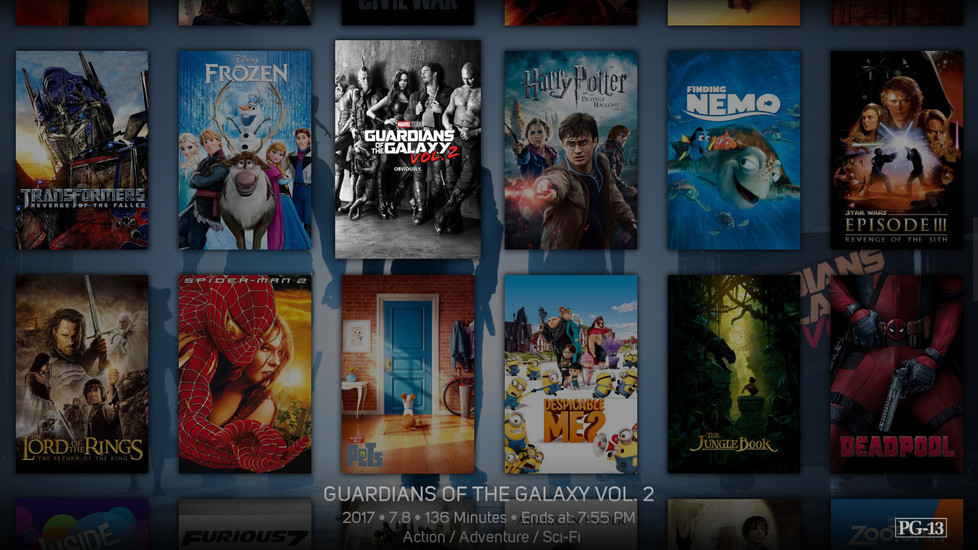 CIVIL WAR
TRANSFORMERS
REVENGE OF THE FALLEN
Disney
FROZEN
MARVEL STUDIOS
GUARDIANS
OF THE GALAXY
VOL. 2
OBVIOUSLY.
Harry Potter
AND THE
DEATHLY
HALLOWS
FINDING
NEMO
STAR WARS
EPISODE III
REVENGE OF THE SITH
THE
LORD OF THE RINGS
THE RETURN OF THE KING
SPIDER-MAN 2
PETS
DESPICABLE
ME 2
THE
JUNGLE BOOK
DEADPOOL
GUARDIANS OF THE GALAXY VOL. 2
2017 • 7.8 • 136 Minutes • Ends at: 7:55 PM
Action / Adventure / Sci-Fi
INSIDE
FURIOUS 7
ZOOTOPIA
PG-13